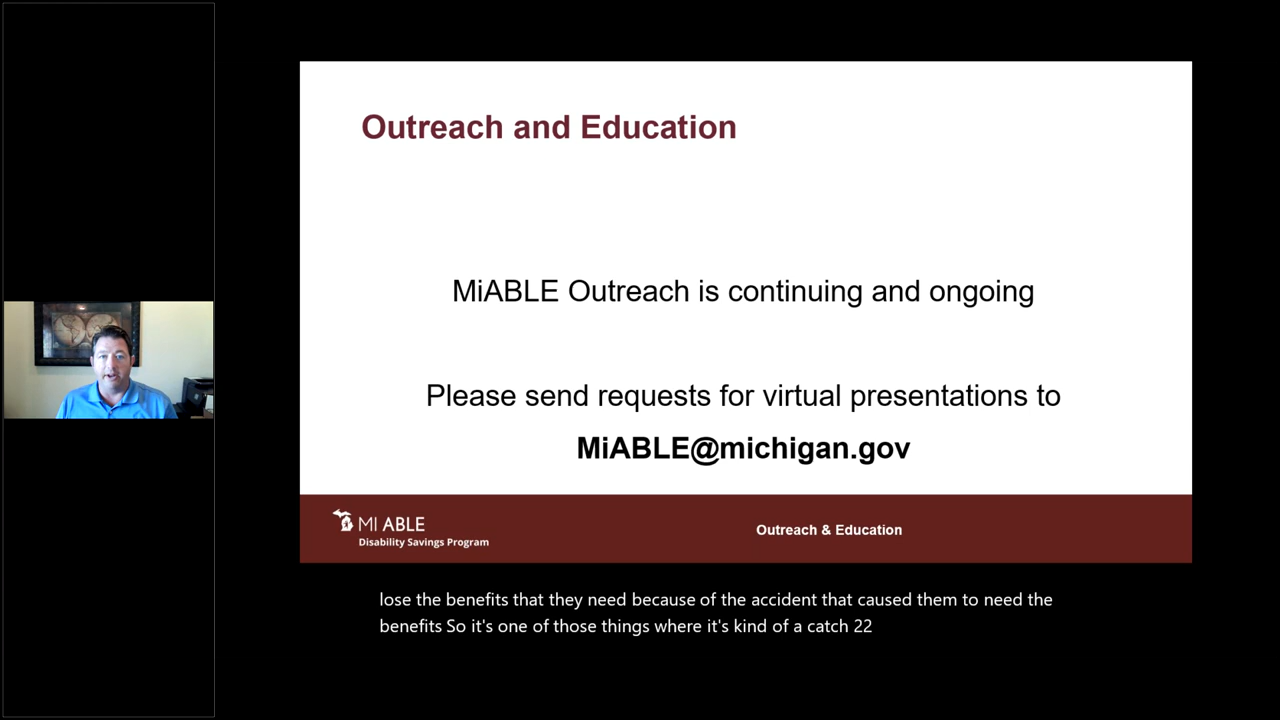 Outreach and Education
MiABLE Outreach is continuing and ongoing
Please send requests for virtual presentations to
MiABLE@michigan.gov
MI ABLE
Disability Savings Program
Outreach & Education
lose the benefits that they need because of the accident that caused them to need the
benefits So it's one of those things where it's kind of a catch 22